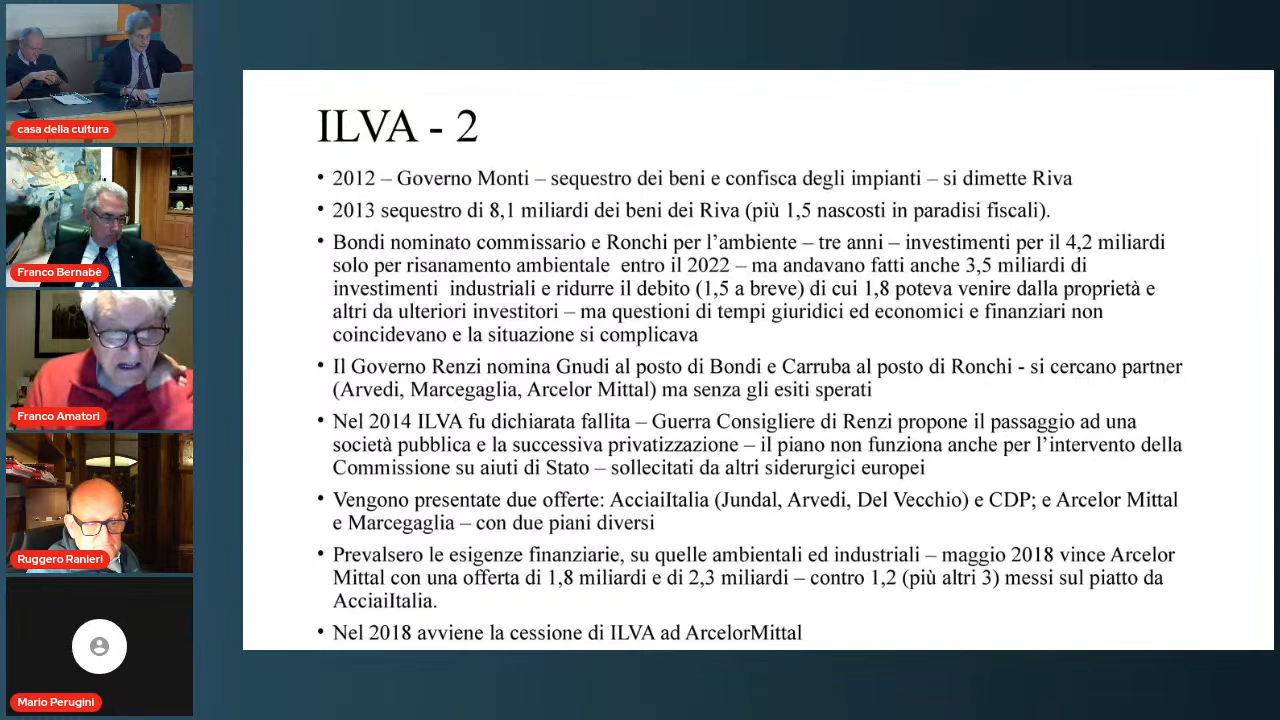 casa della cultura
Franco Bernabè
Franco Amatori
Ruggero Ranieri
Mario Perugini
ILVA - 2
• 2012 – Governo Monti – sequestro dei beni e confisca degli impianti – si dimette Riva
• 2013 sequestro di 8,1 miliardi dei beni dei Riva (più 1,5 nascosti in paradisi fiscali).
• Bondi nominato commissario e Ronchi per l’ambiente – tre anni – investimenti per il 4,2 miliardi
solo per risanamento ambientale entro il 2022 – ma andavano fatti anche 3,5 miliardi di
investimenti industriali e ridurre il debito (1,5 a breve) di cui 1,8 poteva venire dalla proprietà e
altri da ulteriori investitori – ma questioni di tempi giuridici ed economici e finanziari non
coincidevano e la situazione si complicava
• Il Governo Renzi nomina Gnudi al posto di Bondi e Carruba al posto di Ronchi - si cercano partner
(Arvedi, Marcegaglia, Arcelor Mittal) ma senza gli esiti sperati
• Nel 2014 ILVA fu dichiarata fallita – Guerra Consigliere di Renzi propone il passaggio ad una
società pubblica e la successiva privatizzazione – il piano non funziona anche per l’intervento della
Commissione su aiuti di Stato – sollecitati da altri siderurgici europei
• Vengono presentate due offerte: AcciaiItalia (Jundal, Arvedi, Del Vecchio) e CDP; e Arcelor Mittal
e Marcegaglia – con due piani diversi
• Prevalsero le esigenze finanziarie, su quelle ambientali ed industriali – maggio 2018 vince Arcelor
Mittal con una offerta di 1,8 miliardi e di 2,3 miliardi – contro 1,2 (più altri 3) messi sul piatto da
AcciaiItalia.
• Nel 2018 avviene la cessione di ILVA ad ArcelorMittal